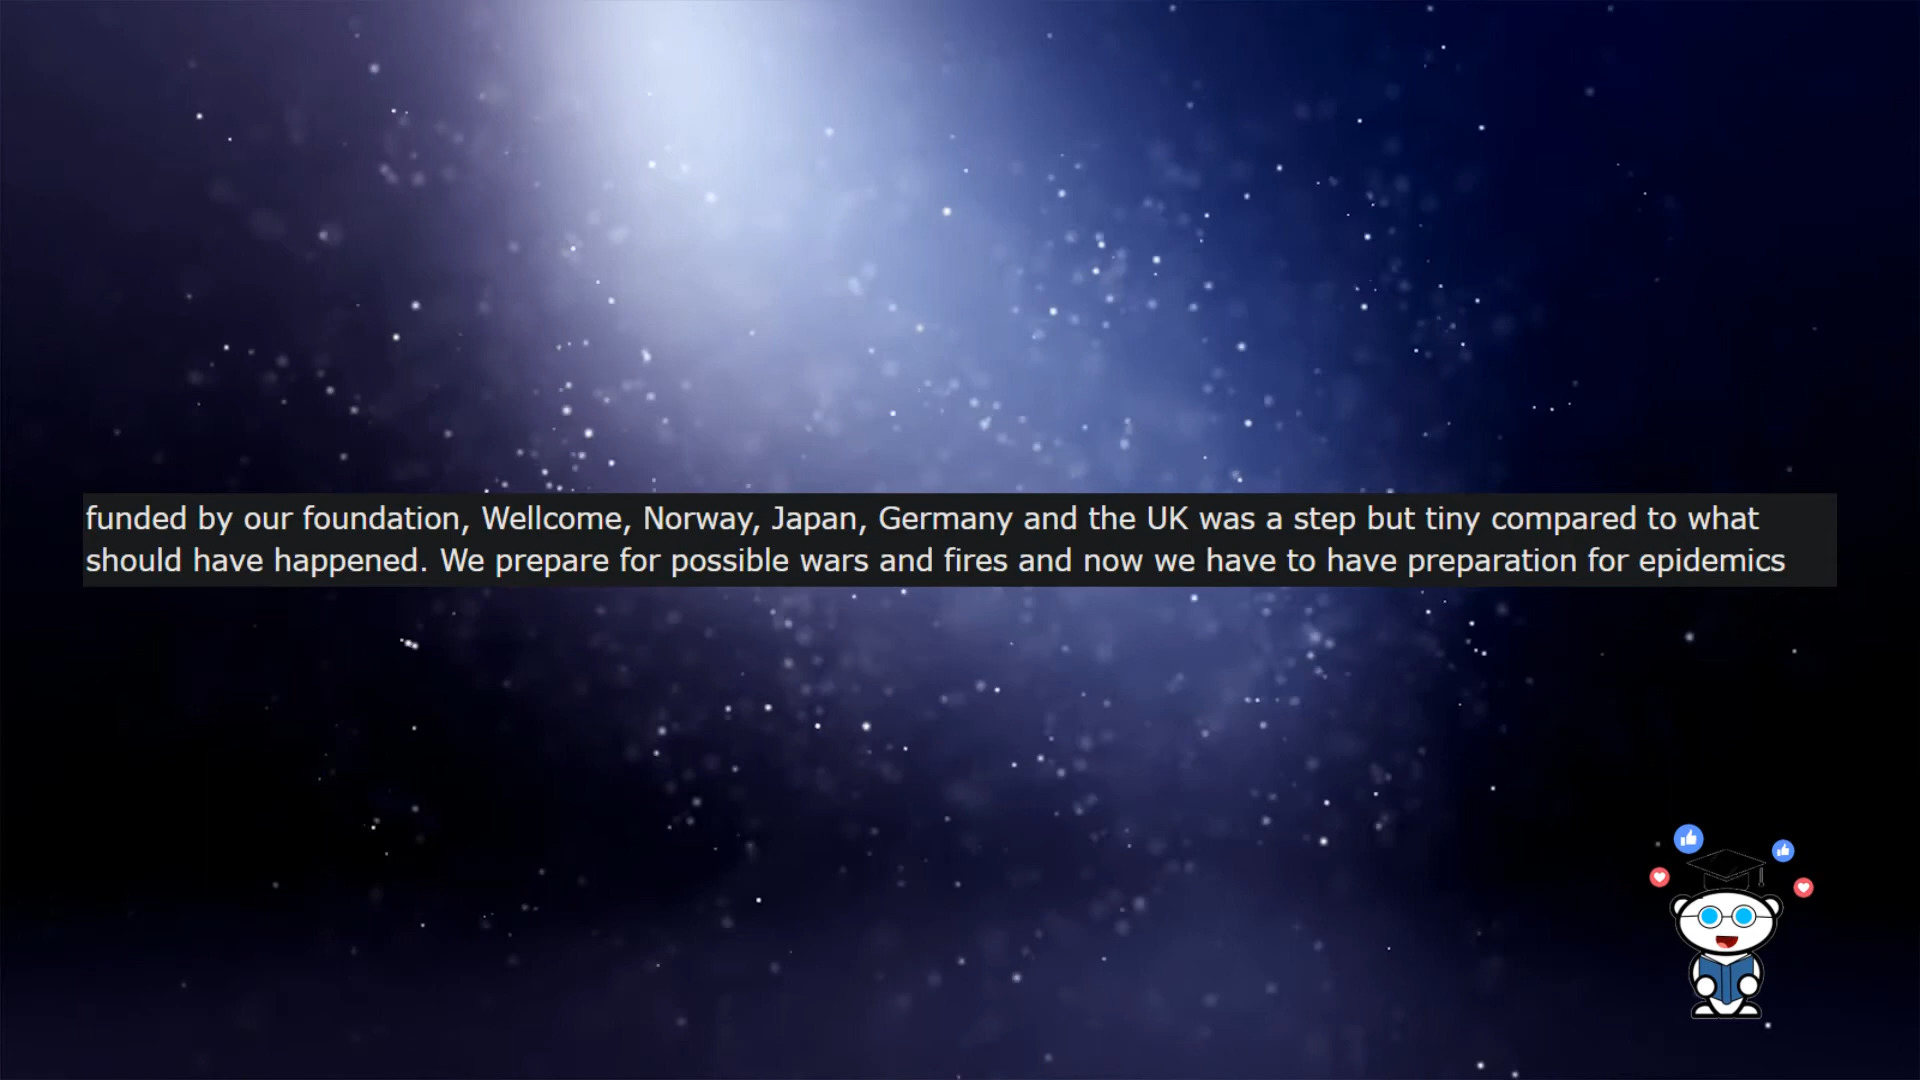 funded by our foundation, Wellcome, Norway, Japan, Germany and the UK was a step but tiny compared to what
should have happened. We prepare for possible wars and fires and now we have to have preparation for epidemics